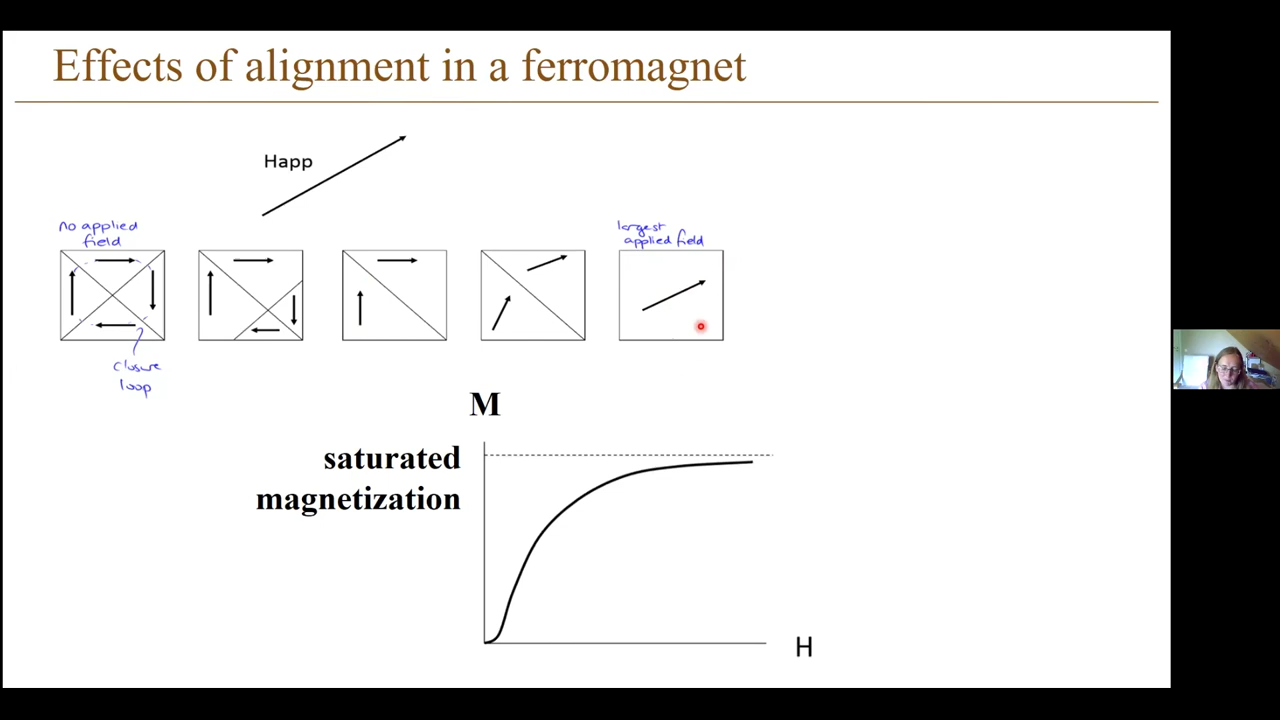 Effects of alignment in a ferromagnet
Happ
no applied
field
largest
applied field
closure
loop
M
saturated
magnetization
H